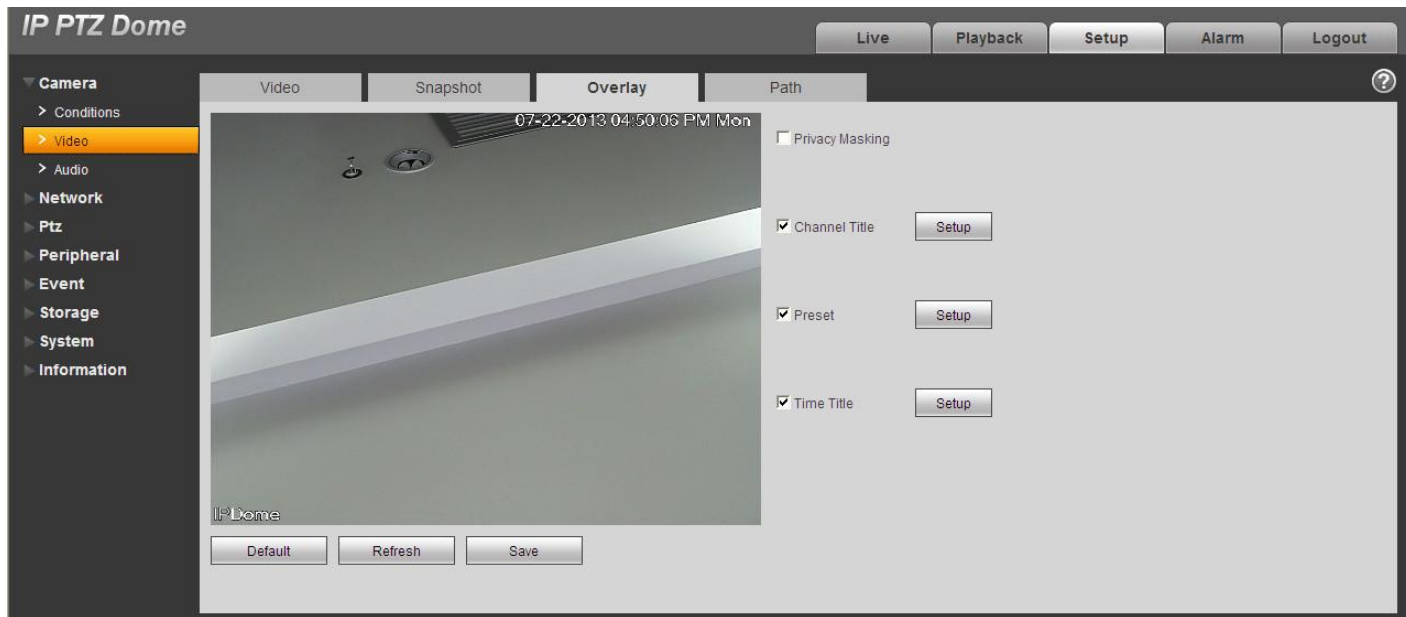 IP PTZ Dome
Live Playback Setup Alarm Logout
Camera
Conditions
Video
Audio
Network
Ptz
Peripheral
Event
Storage
System
Information
Video Snapshot Overlay Path
?
07-22-2013 04:50:06 PM Mon
IPDome
Privacy Masking
Channel Title Setup
Preset Setup
Time Title Setup
Default Refresh Save